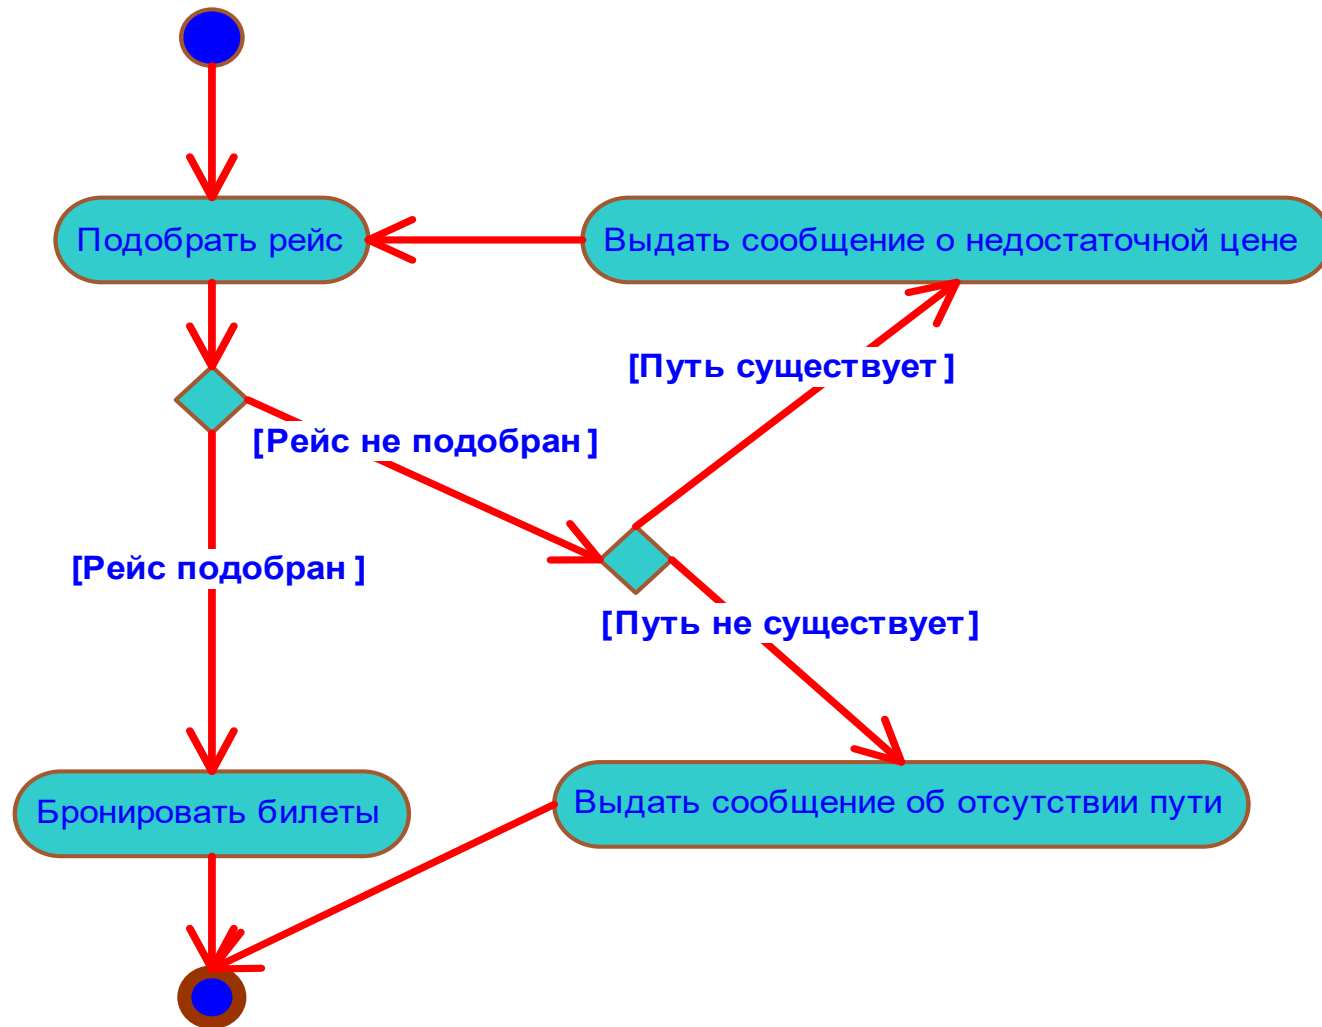 Подобрать рейс
Выдать сообщение о недостаточной цене
[Путь существует]
[Рейс не подобран]
[Рейс подобран]
[Путь не существует]
Бронировать билеты
Выдать сообщение об отсутствии пути